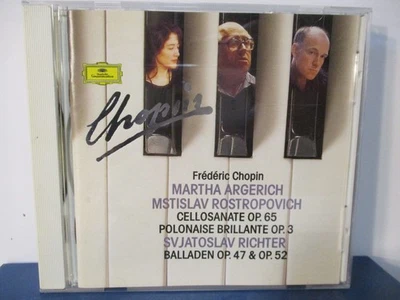 Chopin
Frédéric Chopin
MARTHA ARGERICH
MSTISLAV ROSTROPOVICH
CELLOSANATE OP. 65
POLONAISE BRILLANTE OP. 3
SVJATOSLAV RICHTER
BALLADEN OP. 47 & OP. 52